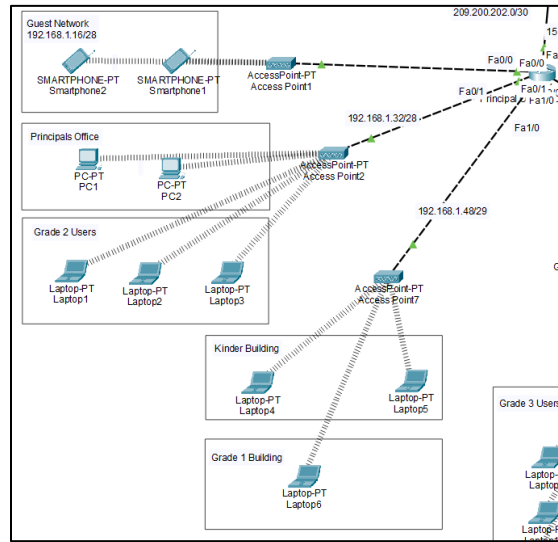 209.200.202.0/30
Guest Network
192.168.1.16/28
15
Fa0/0
Fa0/0
Fa
SMARTPHONE-PT
Smartphone2
SMARTPHONE-PT
Smartphone1
AccessPoint-PT
Access Point1
Fa0/1
Fa0/1
Principal
Fa1/0
192.168.1.32/28
Fa1/0
Principals Office
PC-PT
PC1
PC-PT
PC2
AccessPoint-PT
Access Point2
192.168.1.48/29
Grade 2 Users
Laptop-PT
Laptop1
Laptop-PT
Laptop2
Laptop-PT
Laptop3
G
AccessPoint-PT
Access Point7
Kinder Building
Laptop-PT
Laptop4
Laptop-PT
Laptop5
Grade 3 Users
Grade 1 Building
Laptop-PT
Laptop6